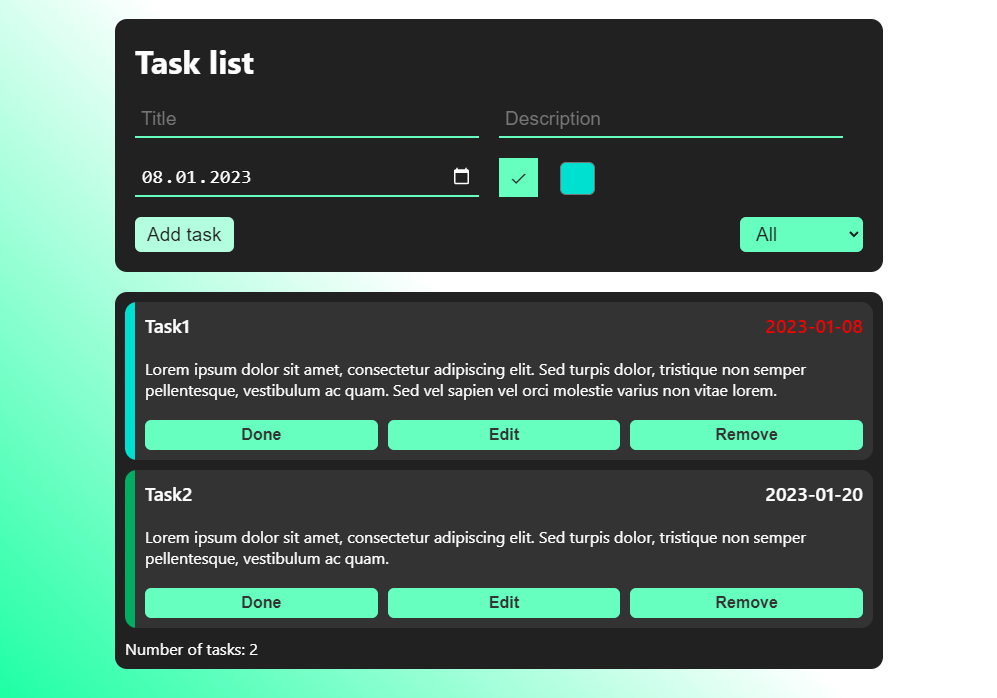 Task list
Title Description
08.01.2023
Add task All
Task1 2023-01-08
Lorem ipsum dolor sit amet, consectetur adipiscing elit. Sed turpis dolor, tristique non semper
pellentesque, vestibulum ac quam. Sed vel sapien vel orci molestie varius non vitae lorem.
Done Edit Remove
Task2 2023-01-20
Lorem ipsum dolor sit amet, consectetur adipiscing elit. Sed turpis dolor, tristique non semper
pellentesque, vestibulum ac quam.
Done Edit Remove
Number of tasks: 2